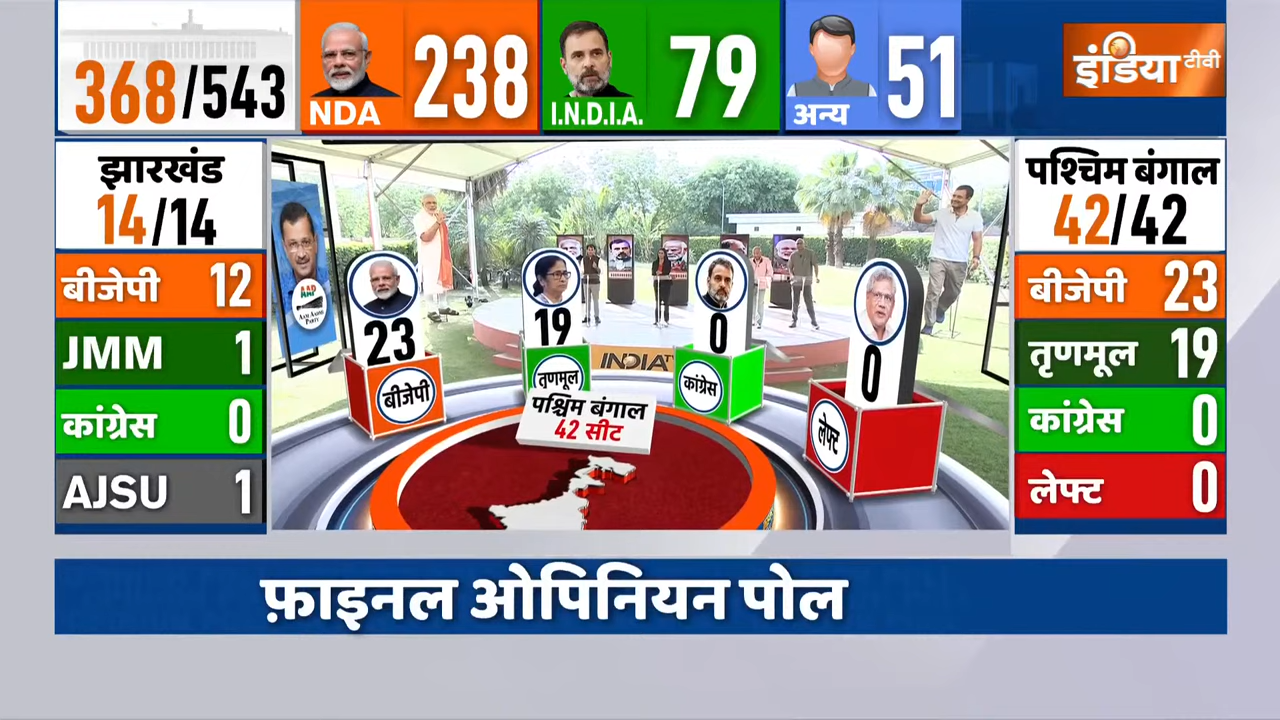 368/543
NDA
238
I.N.D.I.A.
79
अन्य
51
इंडिया टीवी
झारखंड
14/14
बीजेपी 12
JMM 1
कांग्रेस 0
AJSU 1
AAP
AAM AADMI
PARTY
23
बीजेपी
19
तृणमूल
0
कांग्रेस
0
लेफ्ट
INDIA TV
पश्चिम बंगाल
42 सीट
पश्चिम बंगाल
42/42
बीजेपी 23
तृणमूल 19
कांग्रेस 0
लेफ्ट 0
फ़ाइनल ओपिनियन पोल